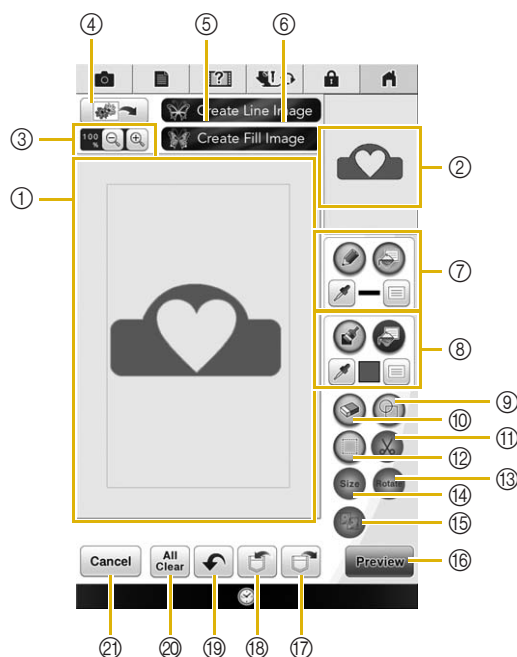 ④ ⑤ ⑥
Create Line Image
③ 100 % Create Fill Image
① ②
⑦
⑧
⑨
⑩
⑪
⑫
Size Rotate ⑬
⑭
⑮
Cancel All Clear Preview ⑯
㉑ ⑳ ⑲ ⑱ ⑰